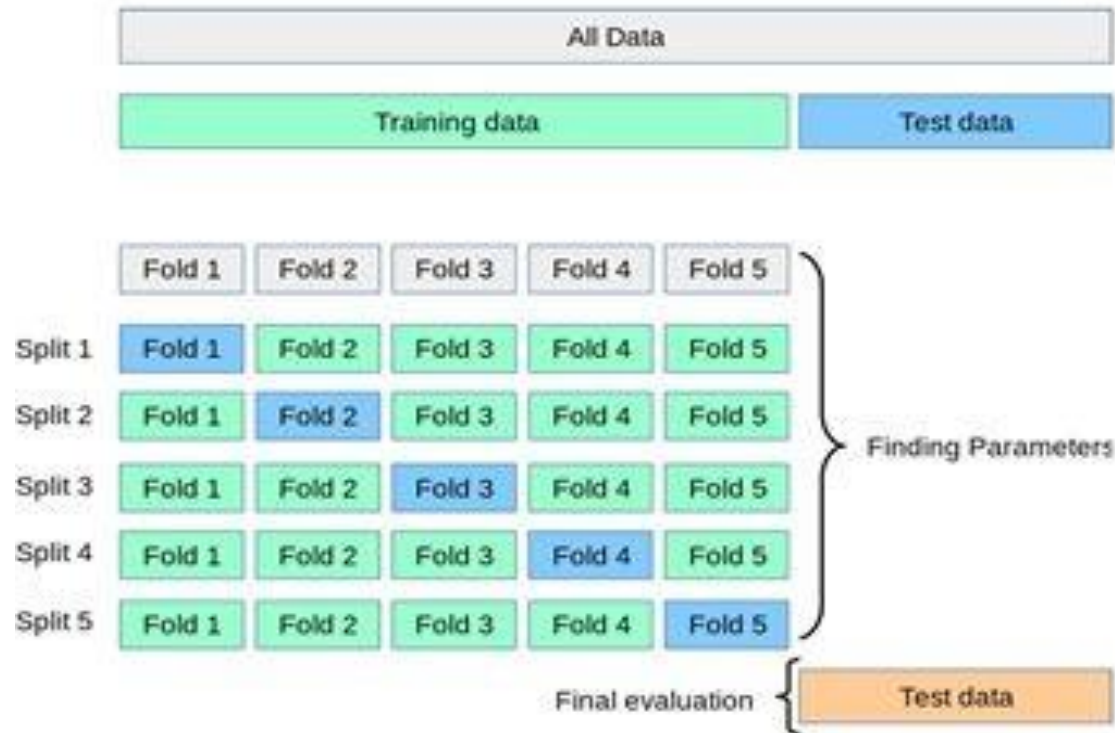 All Data
Training data Test data
Fold 1 Fold 2 Fold 3 Fold 4 Fold 5
Split 1 Fold 1 Fold 2 Fold 3 Fold 4 Fold 5
Split 2 Fold 1 Fold 2 Fold 3 Fold 4 Fold 5
Finding Parameters
Split 3 Fold 1 Fold 2 Fold 3 Fold 4 Fold 5
Split 4 Fold 1 Fold 2 Fold 3 Fold 4 Fold 5
Split 5 Fold 1 Fold 2 Fold 3 Fold 4 Fold 5
Final evaluation Test data